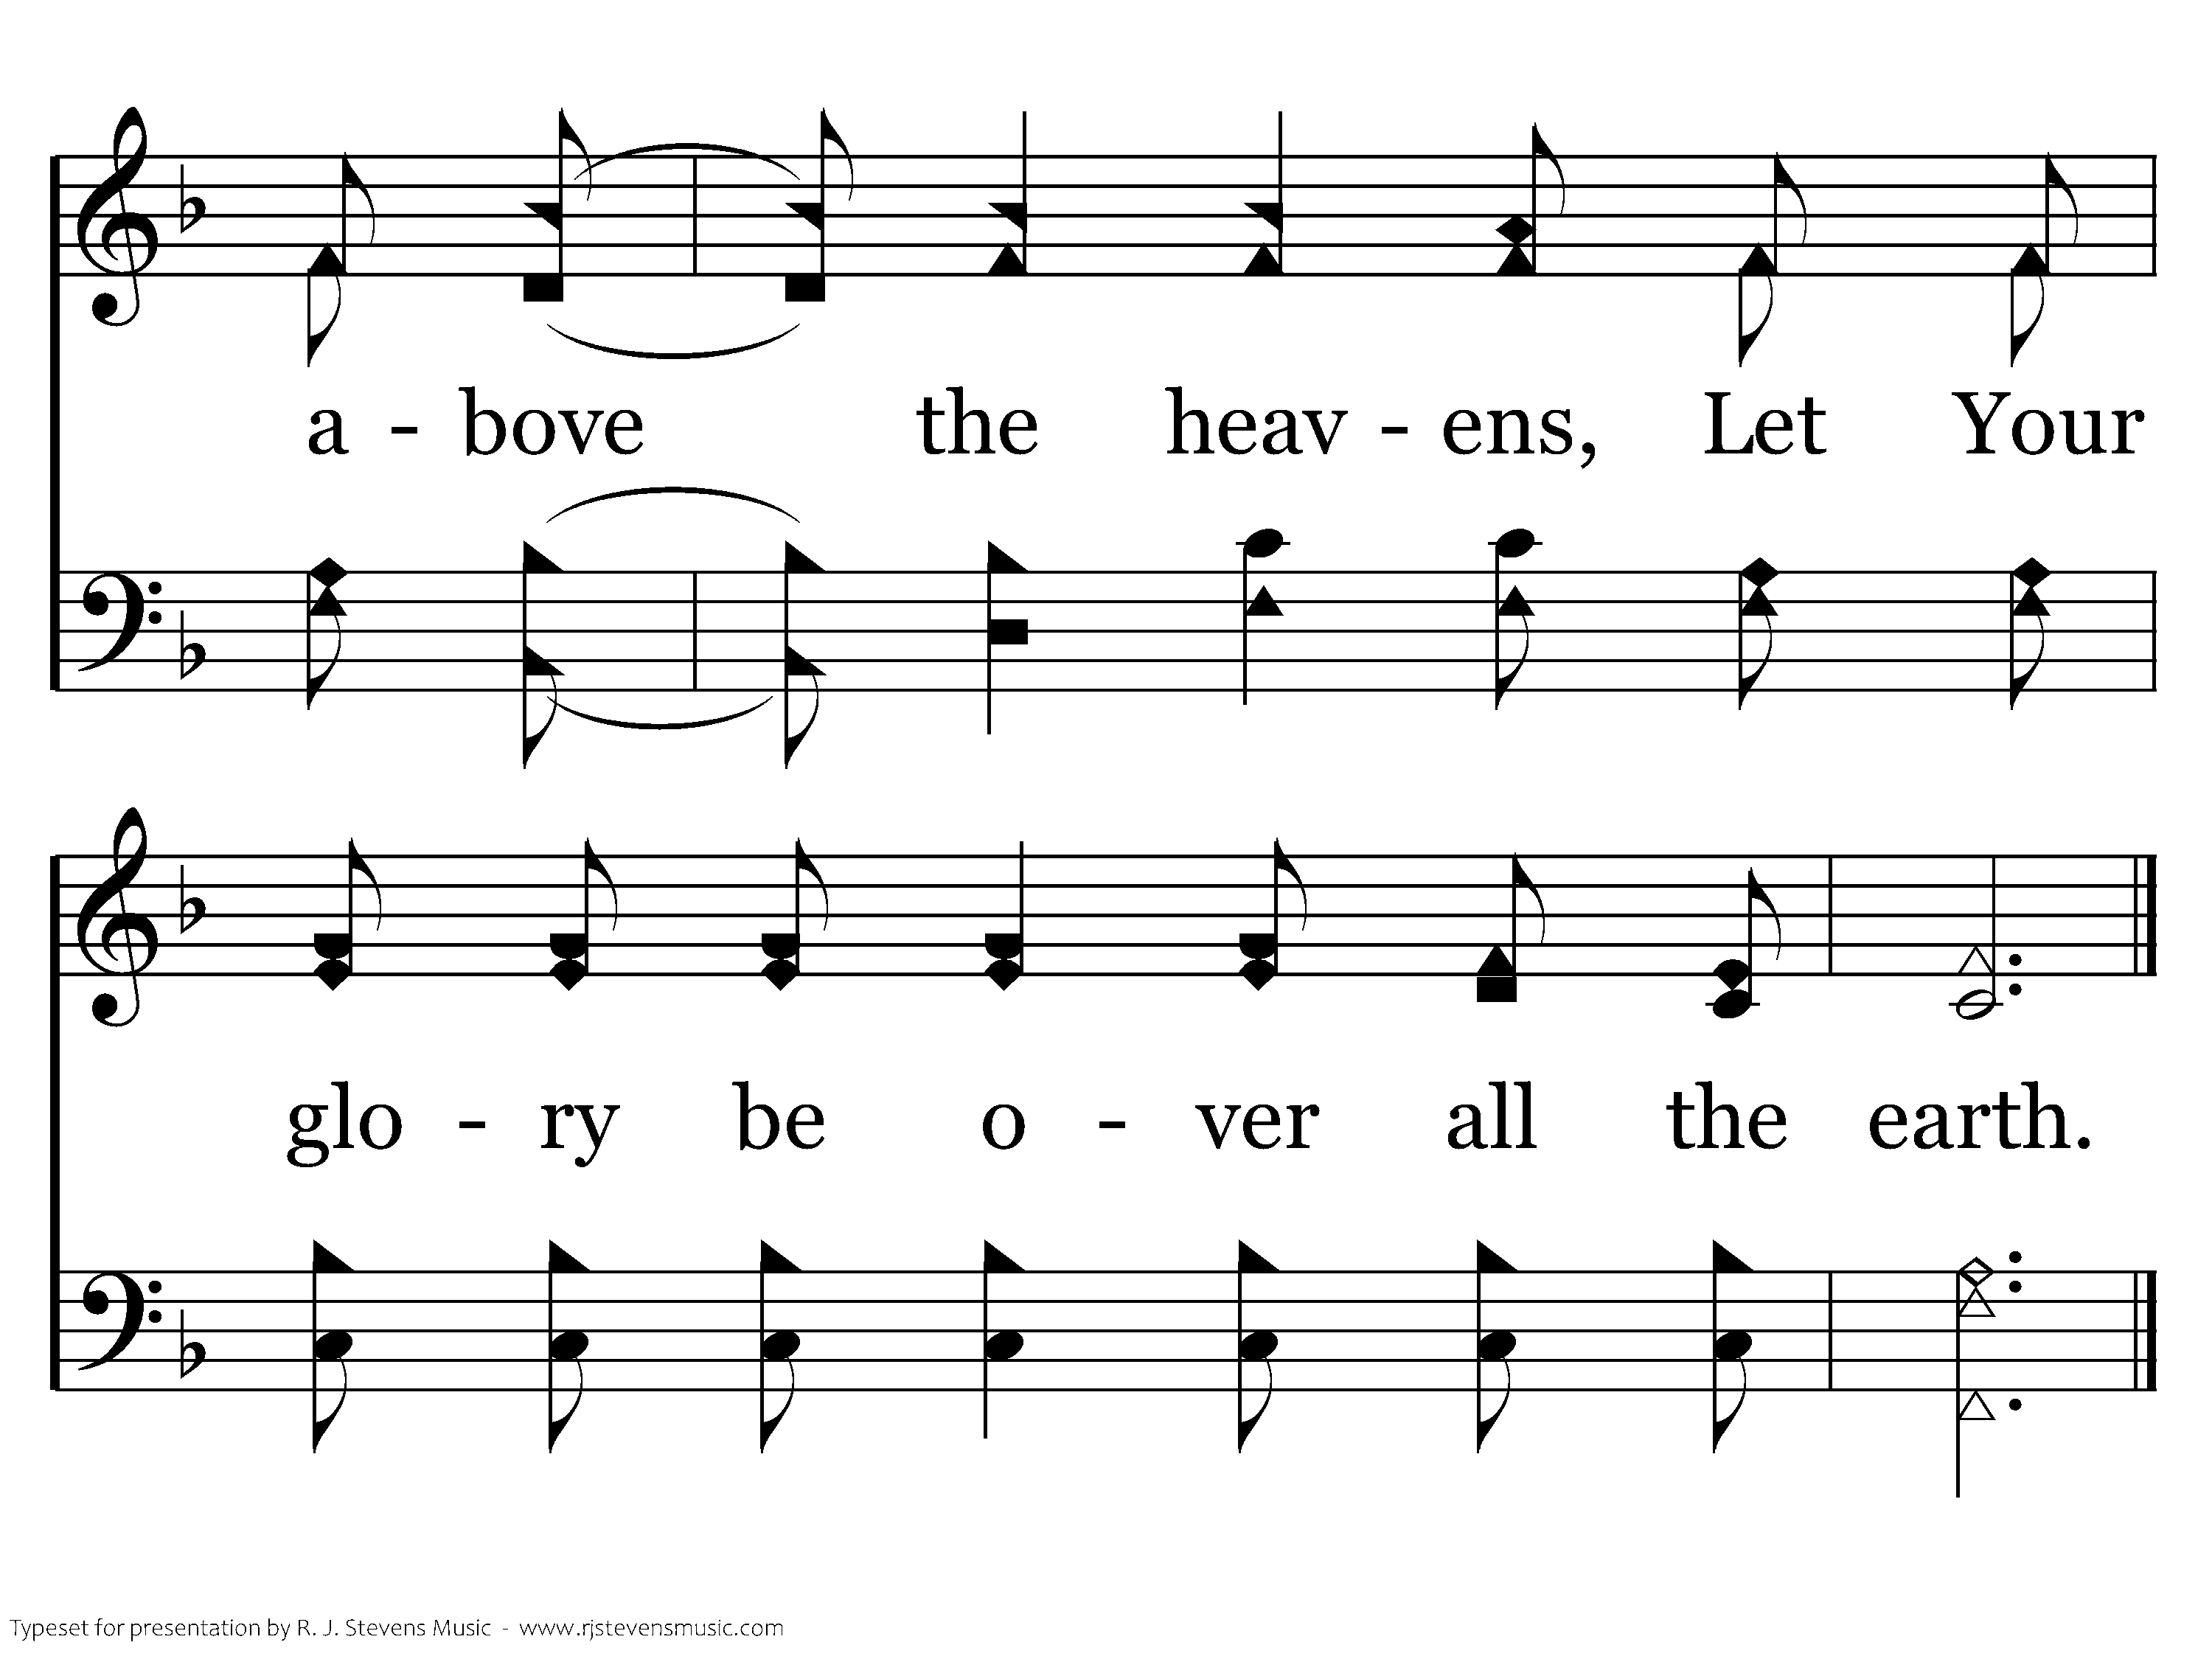 a - bove the heav - ens, Let Your
glo - ry be o - ver all the earth.
Typeset for presentation by R. J. Stevens Music - www.rjstevensmusic.com